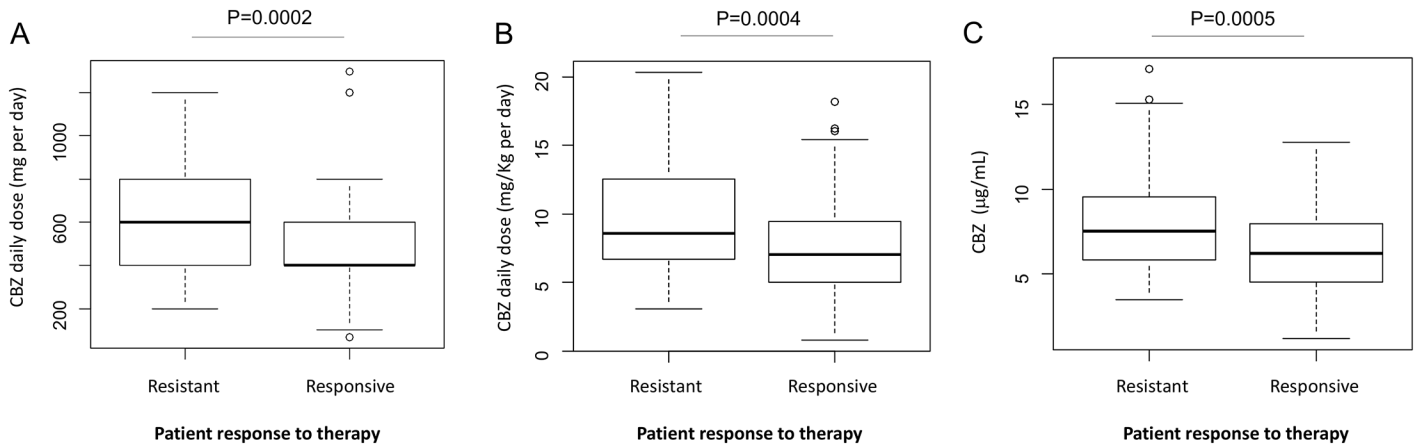 A
P=0.0002
CBZ daily dose (mg per day)
1000
600
200
Resistant
Responsive
Patient response to therapy
B
P=0.0004
CBZ daily dose (mg/Kg per day)
20
15
10
5
0
Resistant
Responsive
Patient response to therapy
C
P=0.0005
CBZ (µg/mL)
15
10
5
Resistant
Responsive
Patient response to therapy